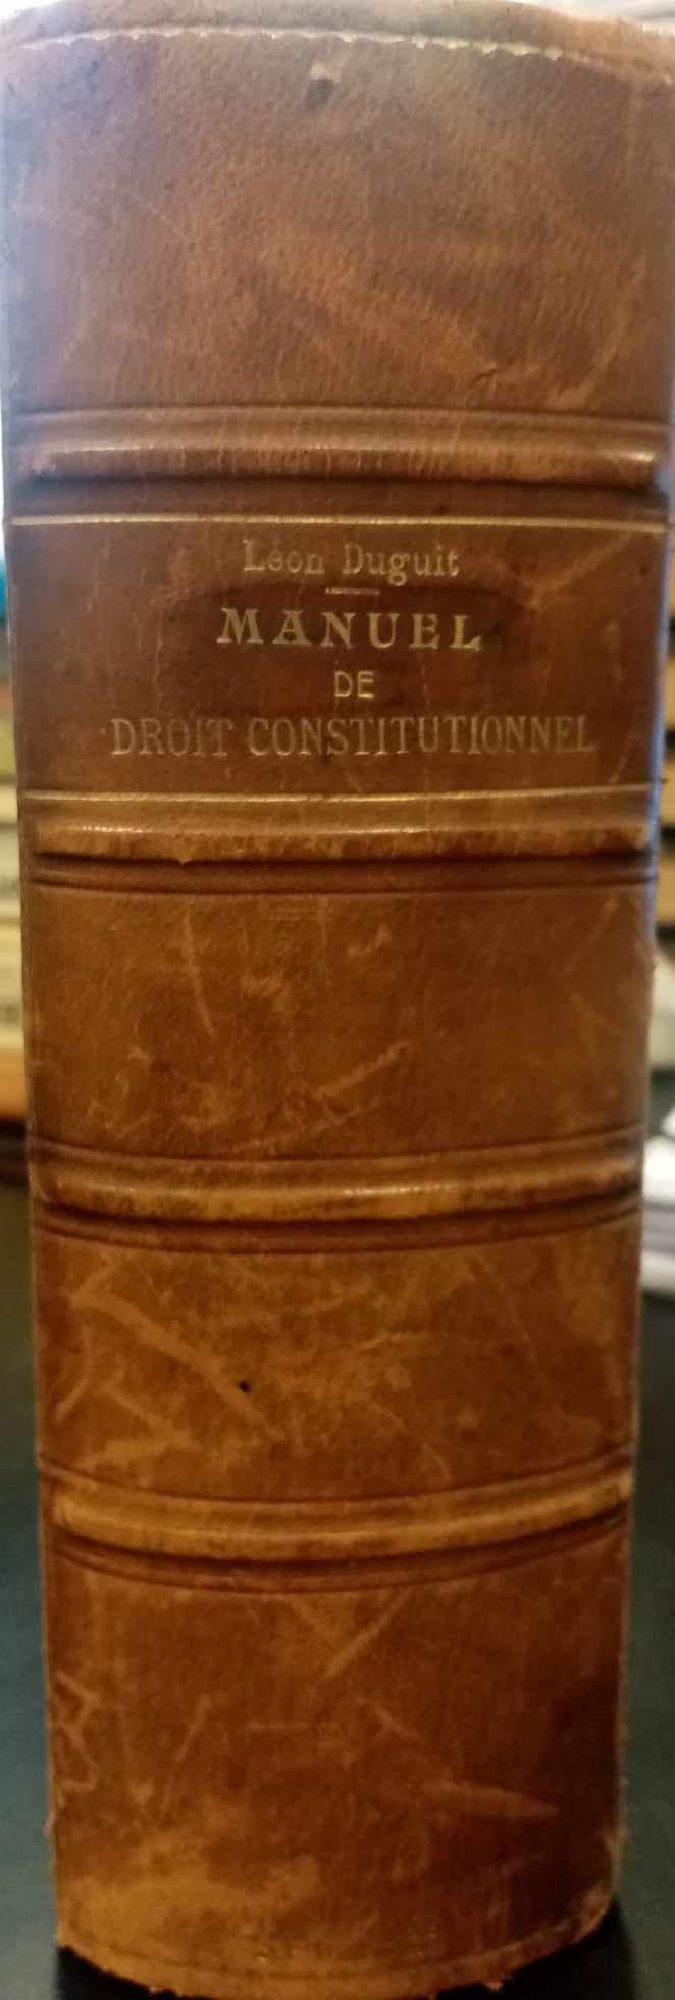 Léon Duguit
MANUEL
DE
DROIT CONSTITUTIONNEL